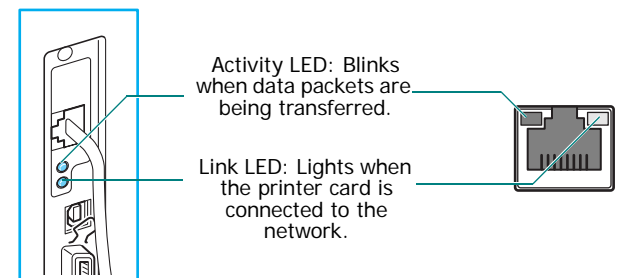 Activity LED: Blinks
when data packets are
being transferred.
Link LED: Lights when
the printer card is
connected to the
network.